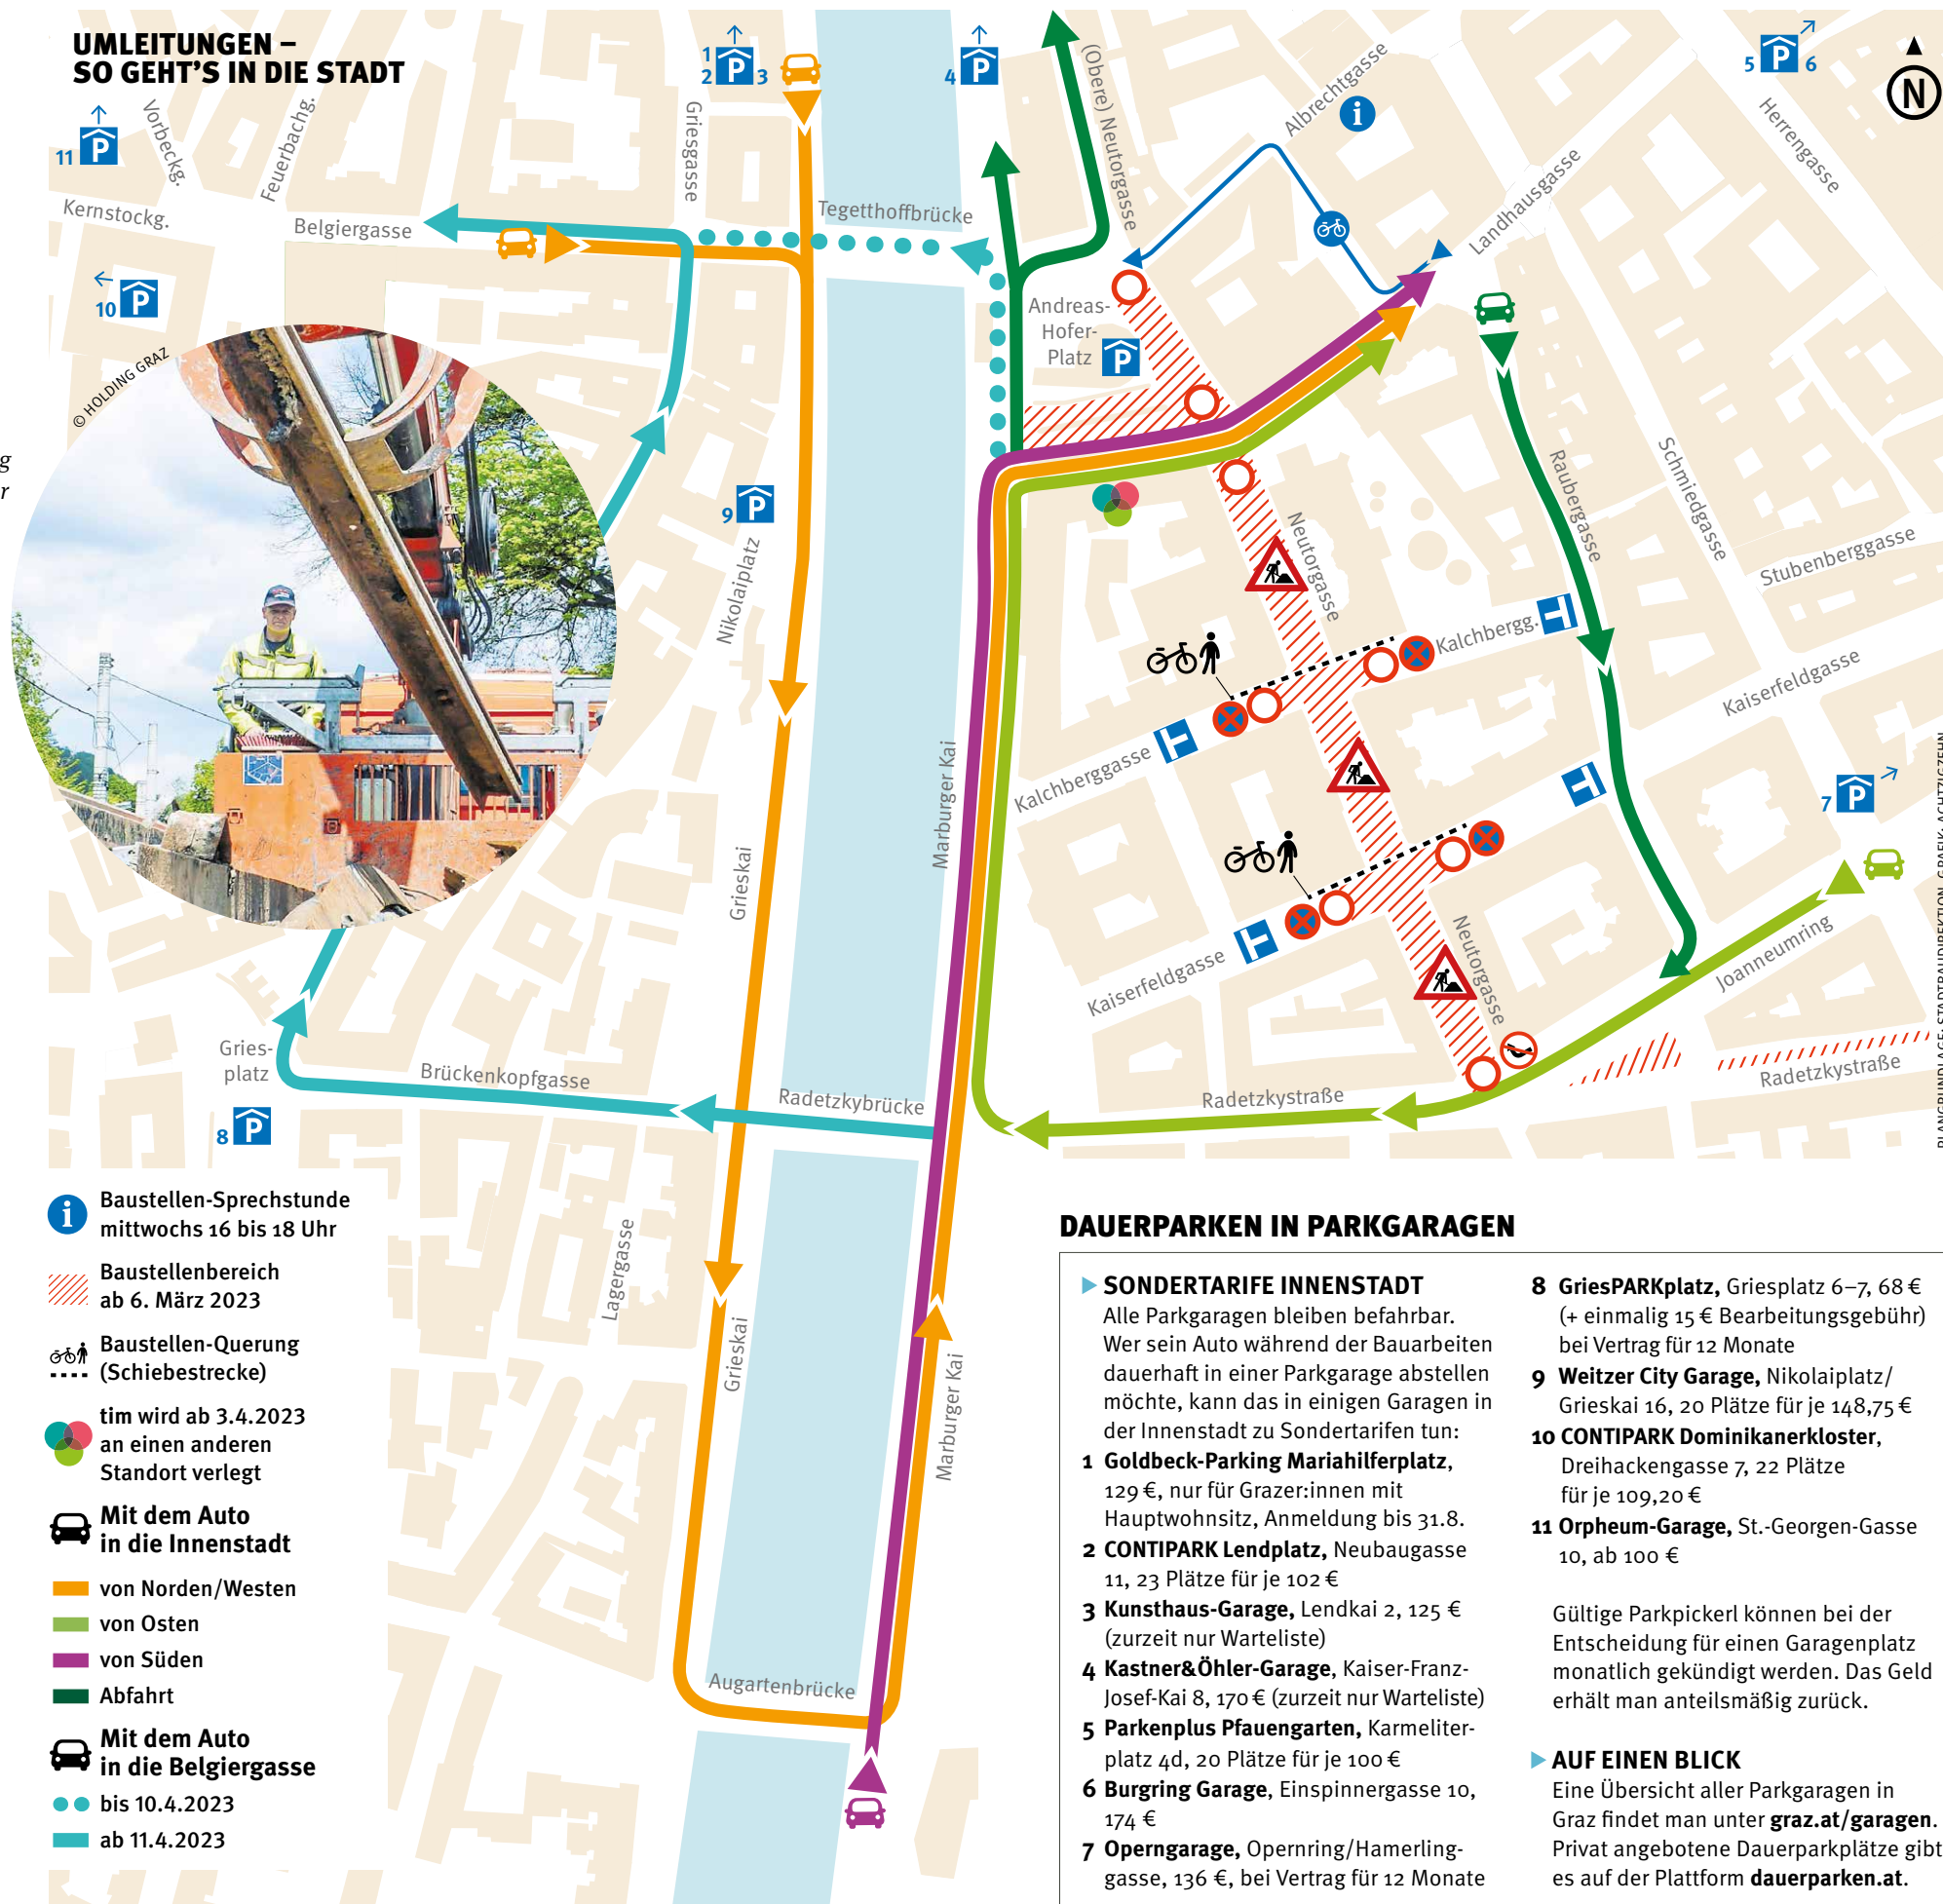 UMLEITUNGEN –
SO GEHT'S IN DIE STADT
1
2
P
3
4
P
5
P
6
N
11
P
Vorbeckg.
Feuerbachg.
Griesgasse
(Obere) Neutorgasse
Albrechtgasse
i
Herrengasse
Landhausgasse
Kernstockg.
Belgiergasse
Tegetthoffbrücke
10
P
Andreas-
Hofer-
Platz
P
© HOLDING GRAZ
g
r
9
P
Nikolaiplatz
Neutorgasse
Raubergasse
Schmiedgasse
Stubenberggasse
Kalchbergg.
Kaiserfeldgasse
Kalchberggasse
Marburger Kai
7
P
Grieskai
Kaiserfeldgasse
Neutorgasse
Joanneumring
PLANGRUNDLAGE: STADTBAUDIREKTION, GRAFIK: ACHTZIGZEHN
Gries-
platz
Brückenkopfgasse
Radetzkybrücke
Radetzkystraße
Radetzkystraße
8
P
Lagergasse
Grieskai
Marburger Kai
Augartenbrücke
i
Baustellen-Sprechstunde
mittwochs 16 bis 18 Uhr
Baustellenbereich
ab 6. März 2023
Baustellen-Querung
(Schiebestrecke)
tim wird ab 3.4.2023
an einen anderen
Standort verlegt
Mit dem Auto
in die Innenstadt
von Norden/Westen
von Osten
von Süden
Abfahrt
Mit dem Auto
in die Belgiergasse
bis 10.4.2023
ab 11.4.2023
DAUERPARKEN IN PARKGARAGEN
SONDERTARIFE INNENSTADT
Alle Parkgaragen bleiben befahrbar.
Wer sein Auto während der Bauarbeiten
dauerhaft in einer Parkgarage abstellen
möchte, kann das in einigen Garagen in
der Innenstadt zu Sondertarifen tun:
1 Goldbeck-Parking Mariahilferplatz,
129 €, nur für Grazer:innen mit
Hauptwohnsitz, Anmeldung bis 31.8.
2 CONTIPARK Lendplatz, Neubaugasse
11, 23 Plätze für je 102 €
3 Kunsthaus-Garage, Lendkai 2, 125 €
(zurzeit nur Warteliste)
4 Kastner&Öhler-Garage, Kaiser-Franz-
Josef-Kai 8, 170 € (zurzeit nur Warteliste)
5 Parkenplus Pfauengarten, Karmeliter-
platz 4d, 20 Plätze für je 100 €
6 Burgring Garage, Einspinnergasse 10,
174 €
7 Operngarage, Opernring/Hamerling-
gasse, 136 €, bei Vertrag für 12 Monate
8 GriesPARKplatz, Griesplatz 6–7, 68 €
(+ einmalig 15 € Bearbeitungsgebühr)
bei Vertrag für 12 Monate
9 Weitzer City Garage, Nikolaiplatz/
Grieskai 16, 20 Plätze für je 148,75 €
10 CONTIPARK Dominikanerkloster,
Dreihackengasse 7, 22 Plätze
für je 109,20 €
11 Orpheum-Garage, St.-Georgen-Gasse
10, ab 100 €
Gültige Parkpickerl können bei der
Entscheidung für einen Garagenplatz
monatlich gekündigt werden. Das Geld
erhält man anteilsmäßig zurück.
AUF EINEN BLICK
Eine Übersicht aller Parkgaragen in
Graz findet man unter graz.at/garagen.
Privat angebotene Dauerparkplätze gibt
es auf der Plattform dauerparken.at.